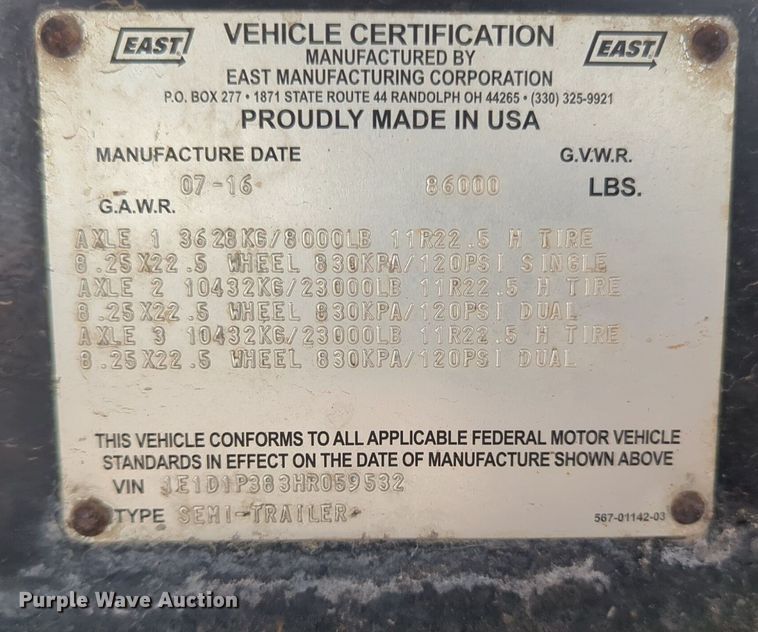 EAST VEHICLE CERTIFICATION EAST
MANUFACTURED BY
EAST MANUFACTURING CORPORATION
P.O. BOX 277 • 1871 STATE ROUTE 44 RANDOLPH OH 44265 • (330) 325-9921
PROUDLY MADE IN USA
MANUFACTURE DATE G.V.W.R.
07-16 86000 LBS.
G.A.W.R.
AXLE 1 3628KG/8000LB 11R22.5 H TIRE
8.25X22.5 WHEEL 830KPA/120PSI SINGLE
AXLE 2 10432KG/23000LB 11R22.5 H TIRE
8.25X22.5 WHEEL 830KPA/120PSI DUAL
AXLE 3 10432KG/23000LB 11R22.5 H TIRE
8.25X22.5 WHEEL 830KPA/120PSI DUAL
THIS VEHICLE CONFORMS TO ALL APPLICABLE FEDERAL MOTOR VEHICLE
STANDARDS IN EFFECT ON THE DATE OF MANUFACTURE SHOWN ABOVE
VIN 1E1D1P383HR059532
TYPE SEMI-TRAILER 567-01142-03
Purple Wave Auction